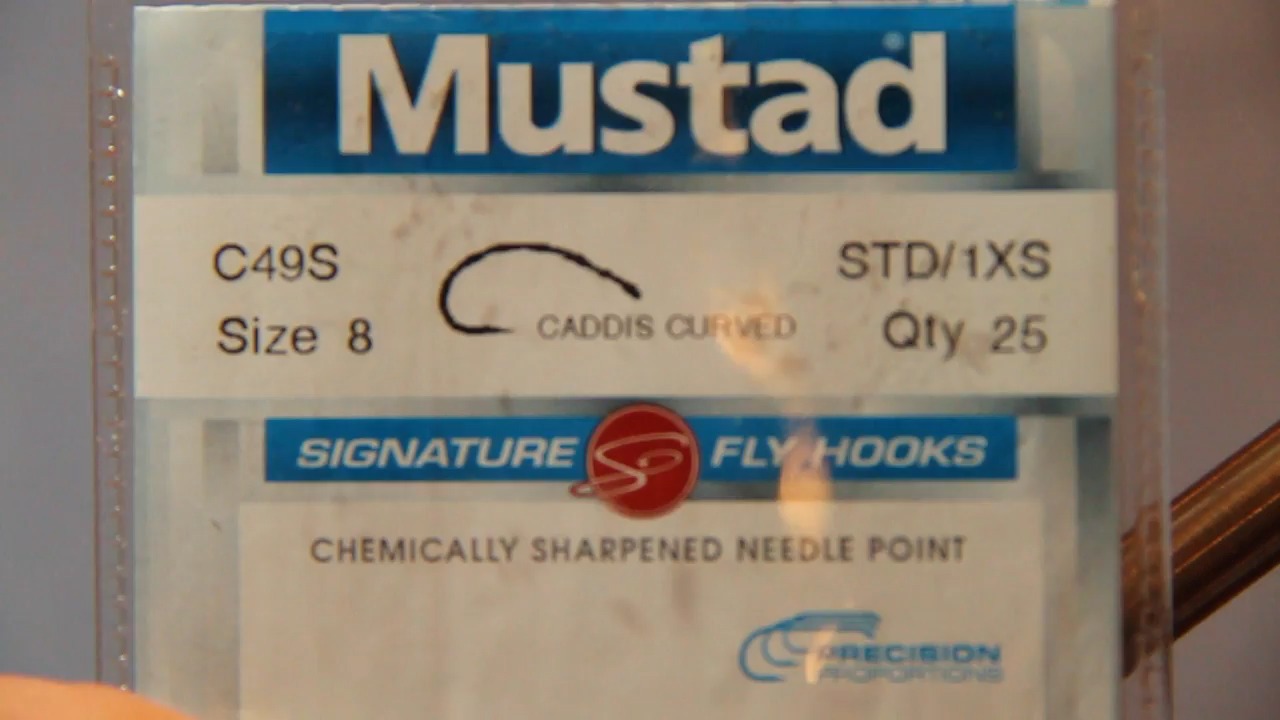 Mustad
C49S
STD/1XS
Size 8
CADDIS CURVED
Qty 25
SIGNATURE FLY HOOKS
CHEMICALLY SHARPENED NEEDLE POINT
PRECISION
PROPORTIONS